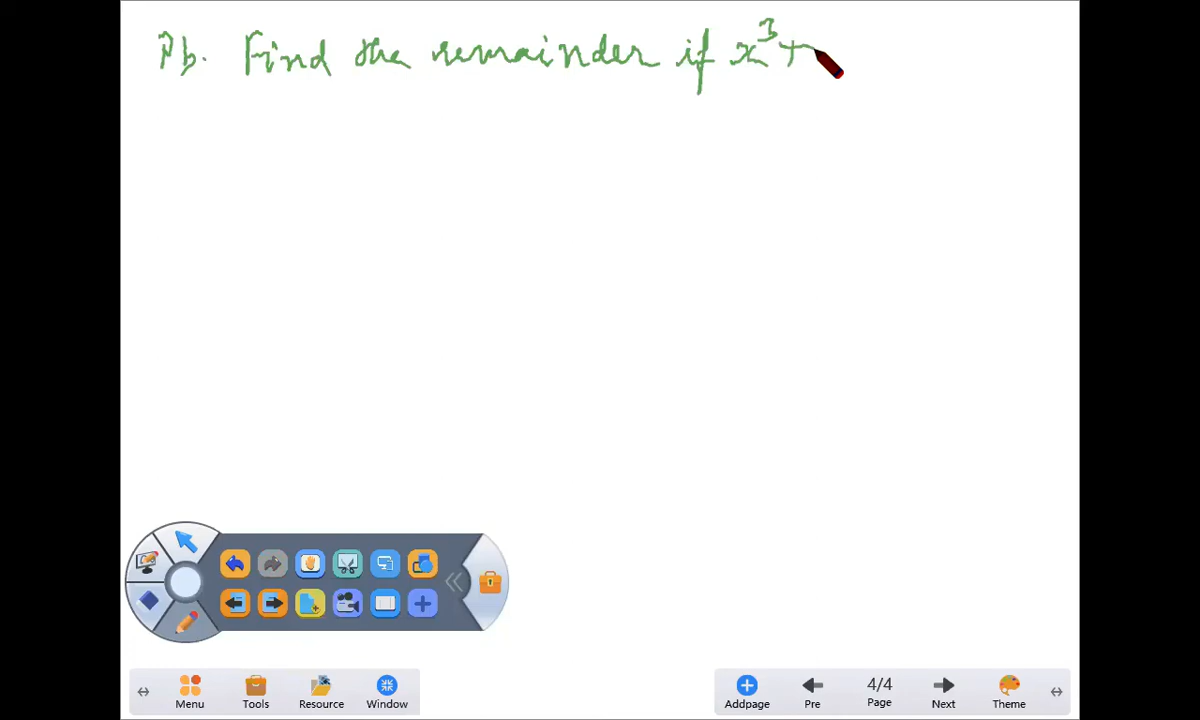 Pb. Find the remainder if x³+
Menu Tools Resource Window Addpage Pre 4/4 Page Next Theme